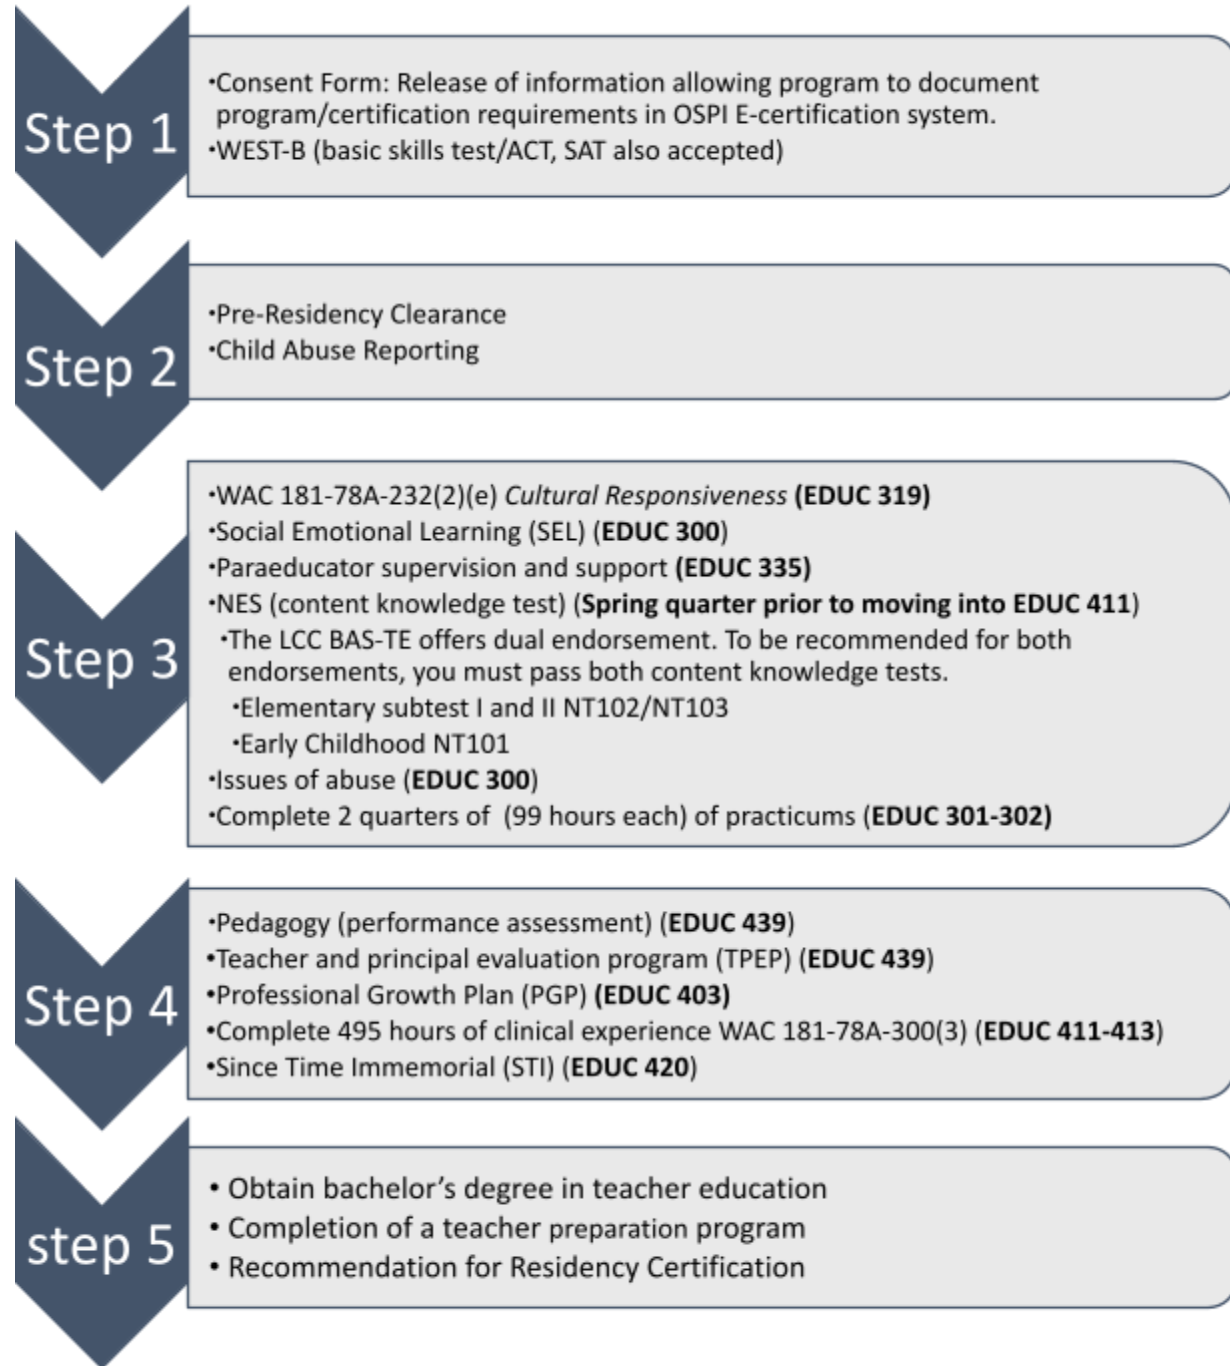 Step 1
•Consent Form: Release of information allowing program to document
program/certification requirements in OSPI E-certification system.
•WEST-B (basic skills test/ACT, SAT also accepted)
Step 2
•Pre-Residency Clearance
•Child Abuse Reporting
Step 3
•WAC 181-78A-232(2)(e) Cultural Responsiveness (EDUC 319)
•Social Emotional Learning (SEL) (EDUC 300)
•Paraeducator supervision and support (EDUC 335)
•NES (content knowledge test) (Spring quarter prior to moving into EDUC 411)
•The LCC BAS-TE offers dual endorsement. To be recommended for both
endorsements, you must pass both content knowledge tests.
•Elementary subtest I and II NT102/NT103
•Early Childhood NT101
•Issues of abuse (EDUC 300)
•Complete 2 quarters of (99 hours each) of practicums (EDUC 301-302)
Step 4
•Pedagogy (performance assessment) (EDUC 439)
•Teacher and principal evaluation program (TPEP) (EDUC 439)
•Professional Growth Plan (PGP) (EDUC 403)
•Complete 495 hours of clinical experience WAC 181-78A-300(3) (EDUC 411-413)
•Since Time Immemorial (STI) (EDUC 420)
step 5
• Obtain bachelor’s degree in teacher education
• Completion of a teacher preparation program
• Recommendation for Residency Certification